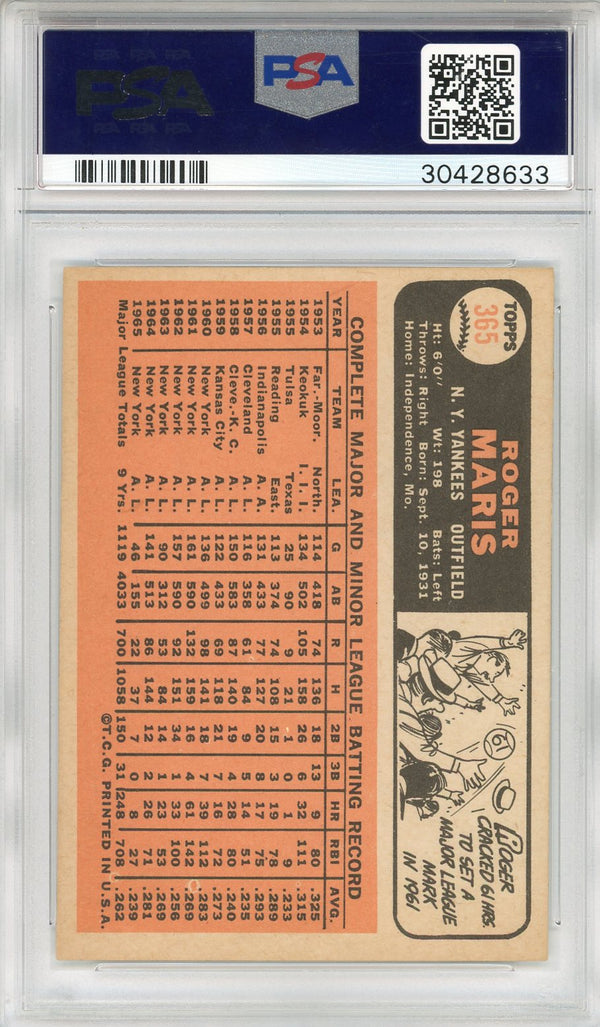 PSA PSA PSA
PSA
PSA PSA PSA
PSA
30428633
TOPPS
365
ROGER
MARIS
N. Y. YANKEES OUTFIELD
Ht: 6'0" Wt: 198 Bats: Left
Throws: Right Born: Sept. 10, 1931
Home: Independence, Mo.
61
ROGER
CRACKED 61 HRS.
TO SET A
MAJOR LEAGUE
MARK
IN 1961
COMPLETE MAJOR AND MINOR LEAGUE BATTING RECORD
YEAR TEAM LEA. G AB R H 2B 3B HR RBI AVG.
1953 Far.-Moor. North. 114 418 74 136 18 13 9 80 .325
1954 Keokuk I. I. I. 134 502 105 158 26 6 32 111 .315
1955 Tulsa Texas 25 90 9 21 1 0 1 9 .233
1955 Reading East. 113 374 74 108 15 3 19 78 .289
1956 Indianapolis A. A. 131 433 77 127 20 8 17 75 .293
1957 Cleveland A. L. 116 358 61 84 9 5 14 51 .235
1958 Cleve.-K. C. A. L. 150 583 87 140 19 4 28 80 .240
1959 Kansas City A. L. 122 433 69 118 21 7 16 72 .273
1960 New York A. L. 136 499 98 141 18 7 39 112 .283
1961 New York A. L. 161 590 132 159 16 4 61 142 .269
1962 New York A. L. 157 590 92 151 34 1 33 100 .256
1963 New York A. L. 90 312 53 84 14 1 23 53 .269
1964 New York A. L. 141 513 86 144 12 2 26 71 .281
1965 New York A. L. 46 155 22 37 7 0 8 27 .239
Major League Totals 9 Yrs. 1119 4033 700 1058 150 31 248 708 .262
©T.C.G. PRINTED IN U.S.A.